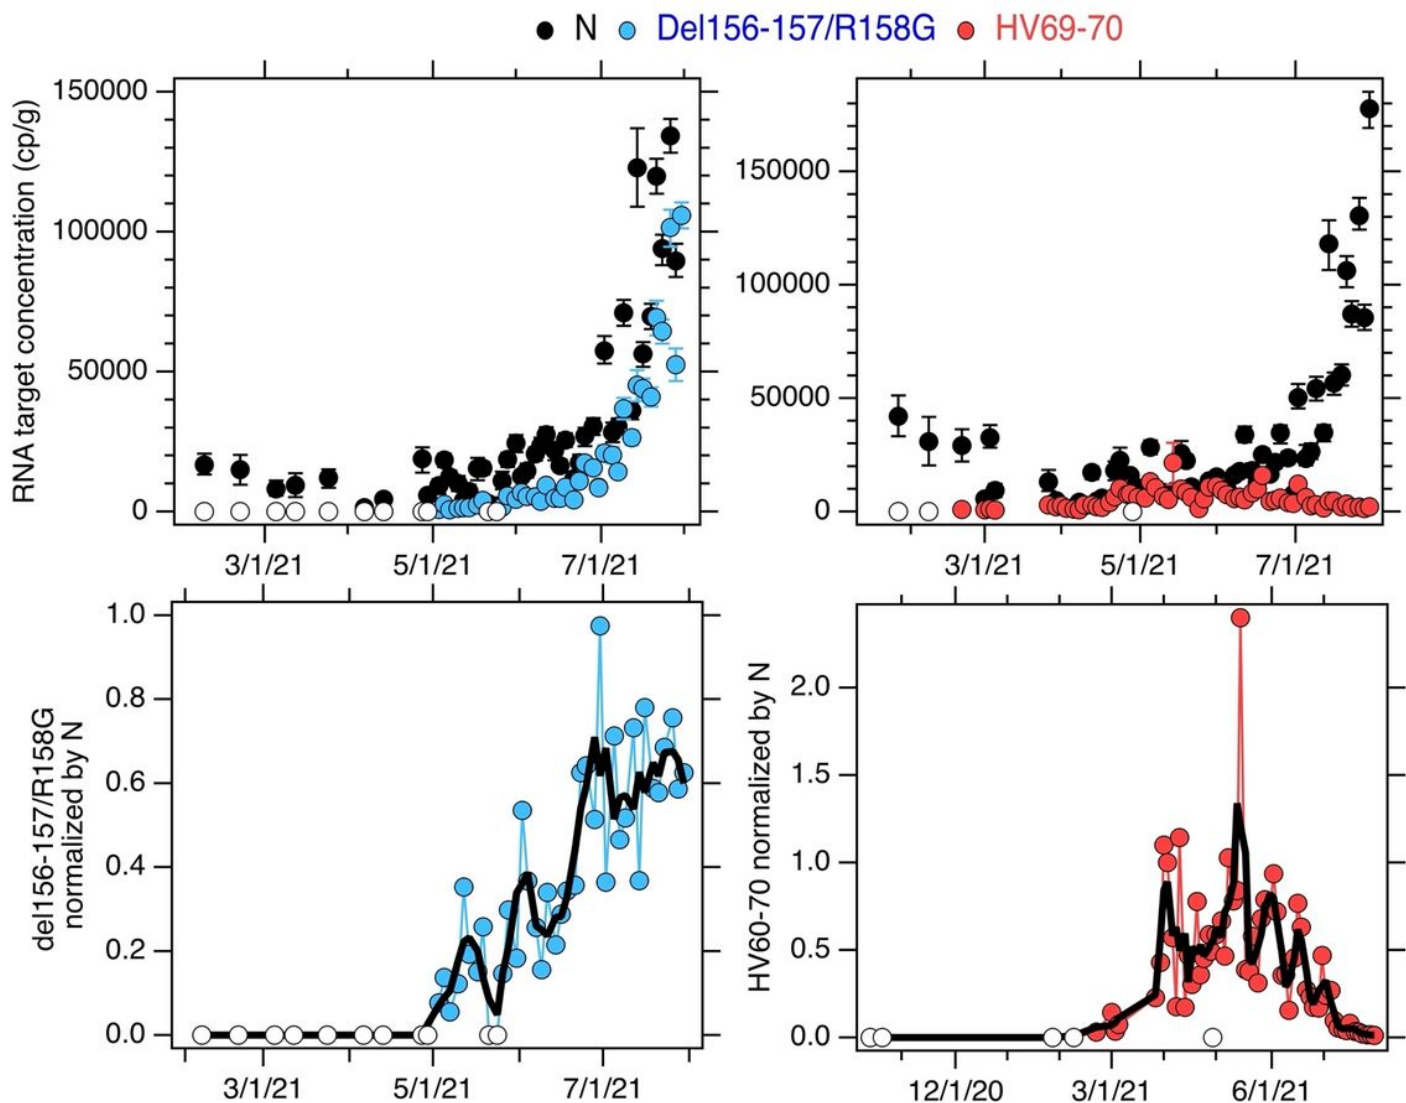 N Del156-157/R158G HV69-70
RNA target concentration (cp/g)
150000
100000
50000
0
3/1/21 5/1/21 7/1/21
150000
100000
50000
0
3/1/21 5/1/21 7/1/21
del156-157/R158G
normalized by N
1.0
0.8
0.6
0.4
0.2
0.0
3/1/21 5/1/21 7/1/21
HV60-70 normalized by N
2.0
1.5
1.0
0.5
0.0
12/1/20 3/1/21 6/1/21